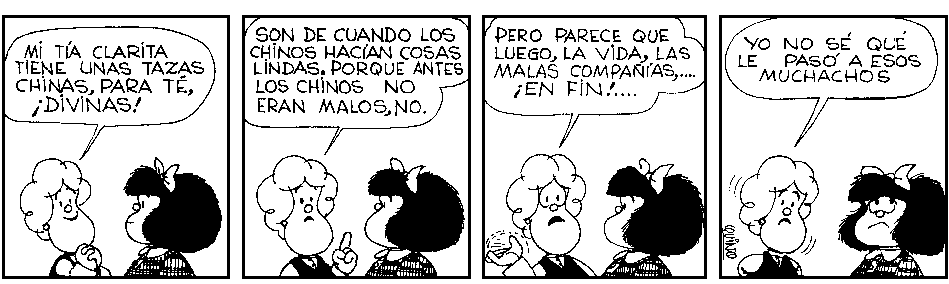 MI TÍA CLARITA
TIENE UNAS TAZAS
CHINAS, PARA TÉ,
¡DIVINAS!
SON DE CUANDO LOS
CHINOS HACÍAN COSAS
LINDAS. PORQUE ANTES
LOS CHINOS NO
ERAN MALOS, NO.
PERO PARECE QUE
LUEGO, LA VIDA, LAS
MALAS COMPAÑÍAS,....
¡EN FIN!....
YO NO SÉ QUÉ
LE PASÓ A ESOS
MUCHACHOS
QUINO